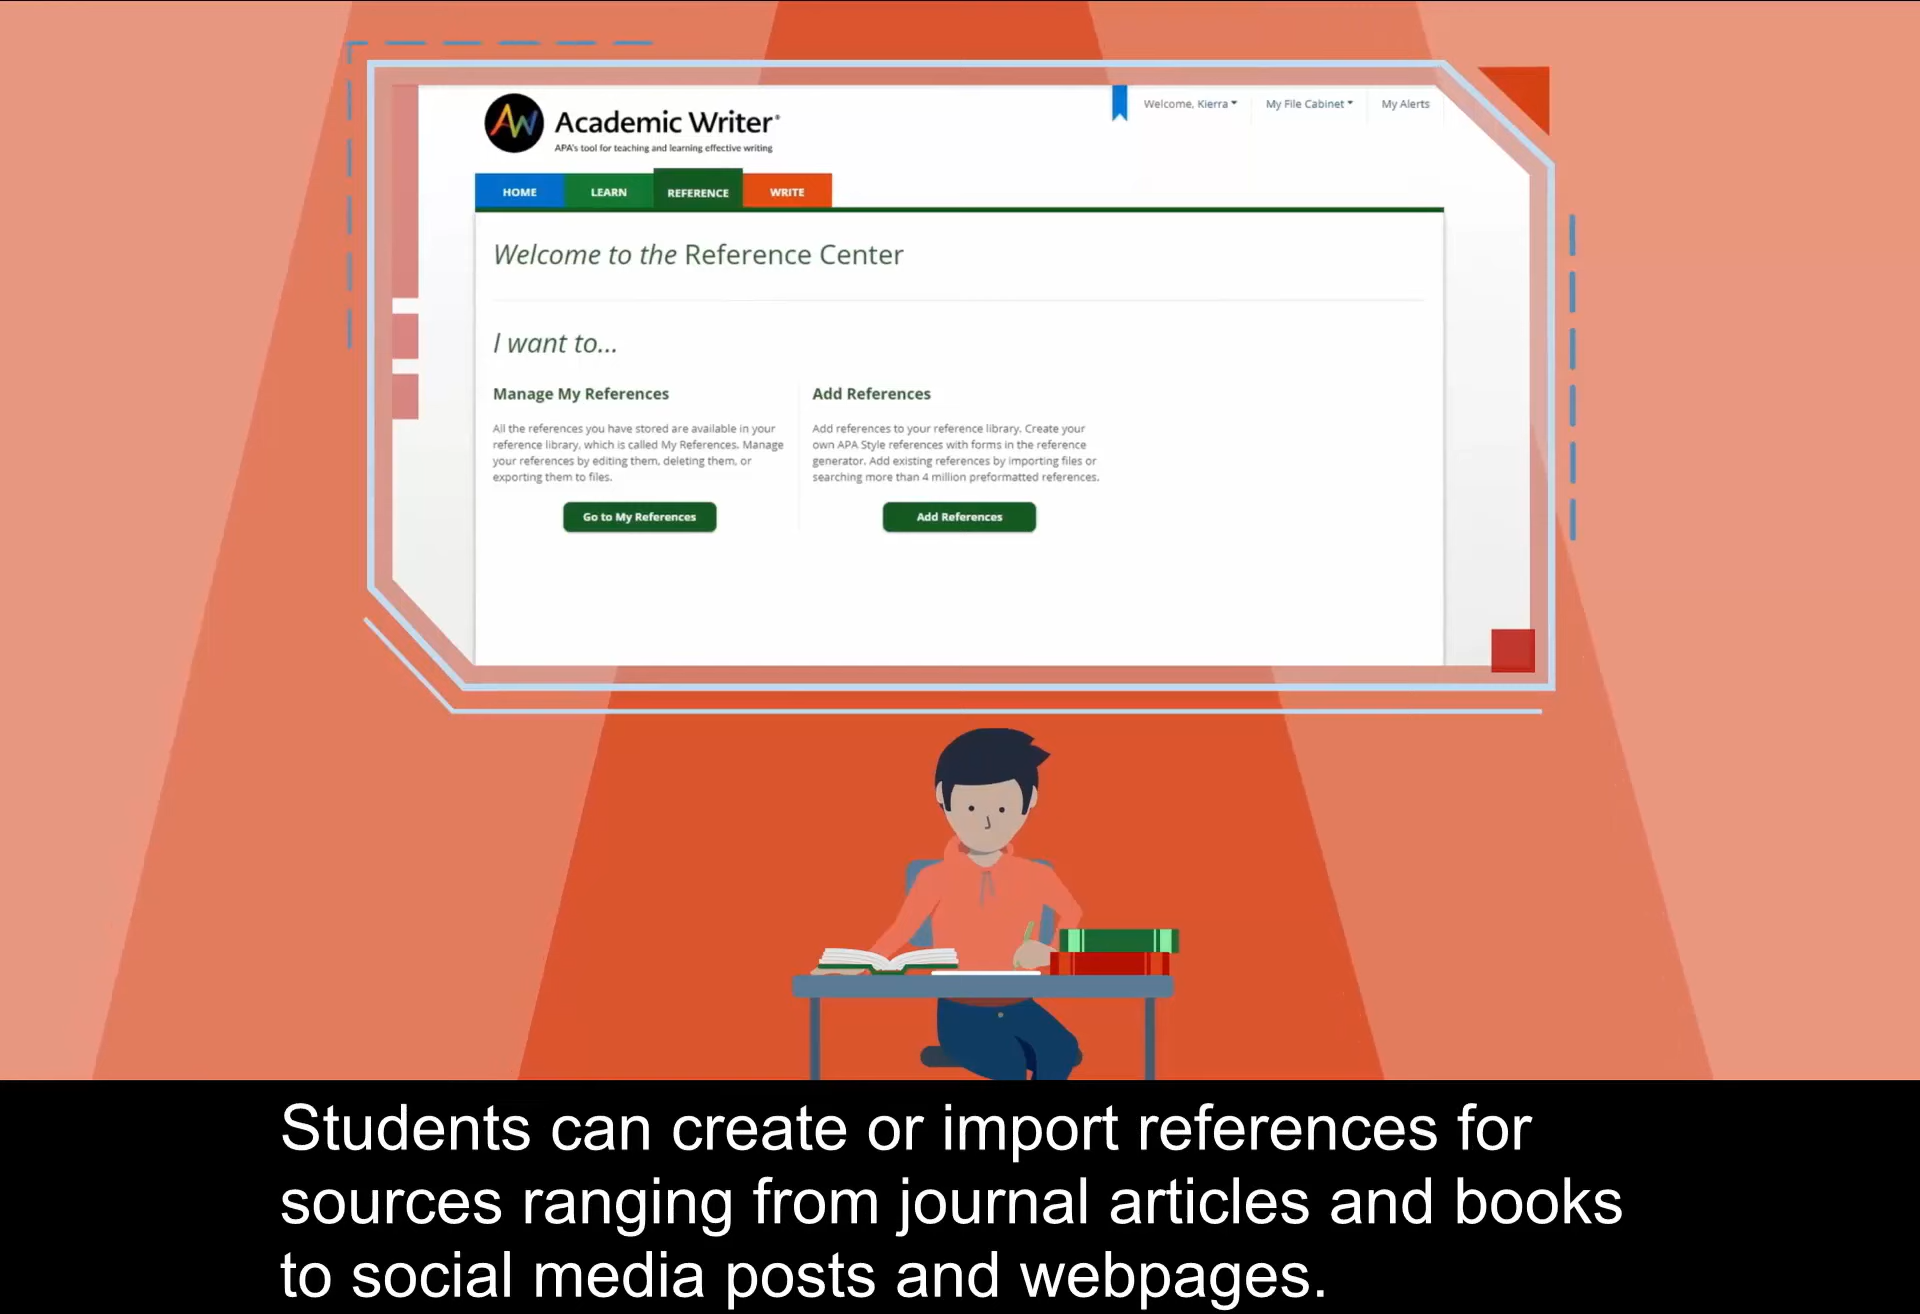 AW Academic Writer®
APA's tool for teaching and learning effective writing
Welcome, Kierra
My File Cabinet
My Alerts
HOME
LEARN
REFERENCE
WRITE
Welcome to the Reference Center
I want to...
Manage My References
All the references you have stored are available in your
reference library, which is called My References. Manage
your references by editing them, deleting them, or
exporting them to files.
Go to My References
Add References
Add references to your reference library. Create your
own APA Style references with forms in the reference
generator. Add existing references by importing files or
searching more than 4 million preformatted references.
Add References
Students can create or import references for
sources ranging from journal articles and books
to social media posts and webpages.